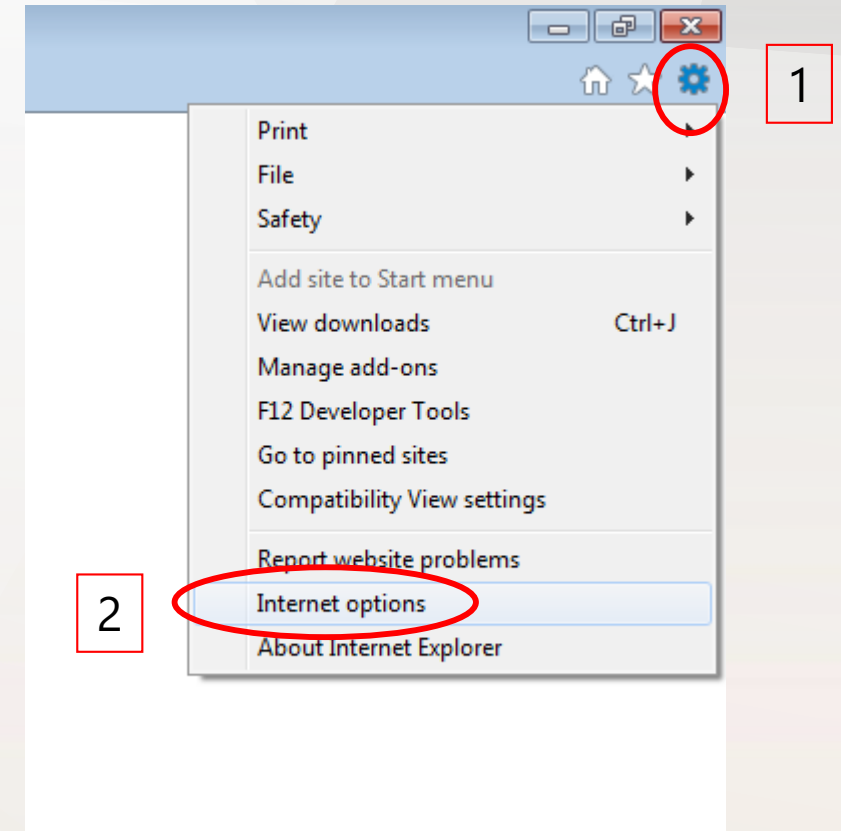 1
Print
File
Safety
Add site to Start menu
View downloads Ctrl+J
Manage add-ons
F12 Developer Tools
Go to pinned sites
Compatibility View settings
Report website problems
2
Internet options
About Internet Explorer